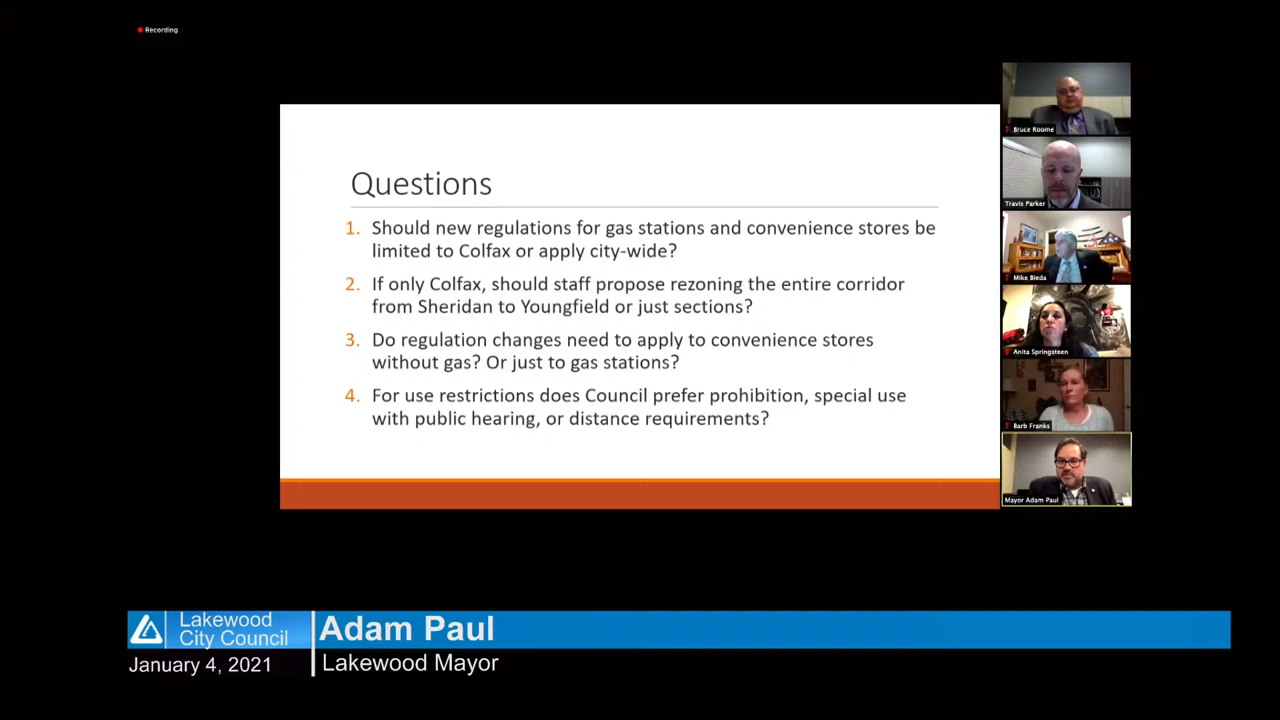 Recording
Questions
1. Should new regulations for gas stations and convenience stores be
limited to Colfax or apply city-wide?
2. If only Colfax, should staff propose rezoning the entire corridor
from Sheridan to Youngfield or just sections?
3. Do regulation changes need to apply to convenience stores
without gas? Or just to gas stations?
4. For use restrictions does Council prefer prohibition, special use
with public hearing, or distance requirements?
Bruce Roome
Travis Parker
Mike Bieda
Anita Springsteen
Barb Franks
Mayor Adam Paul
Lakewood
City Council
January 4, 2021
Adam Paul
Lakewood Mayor